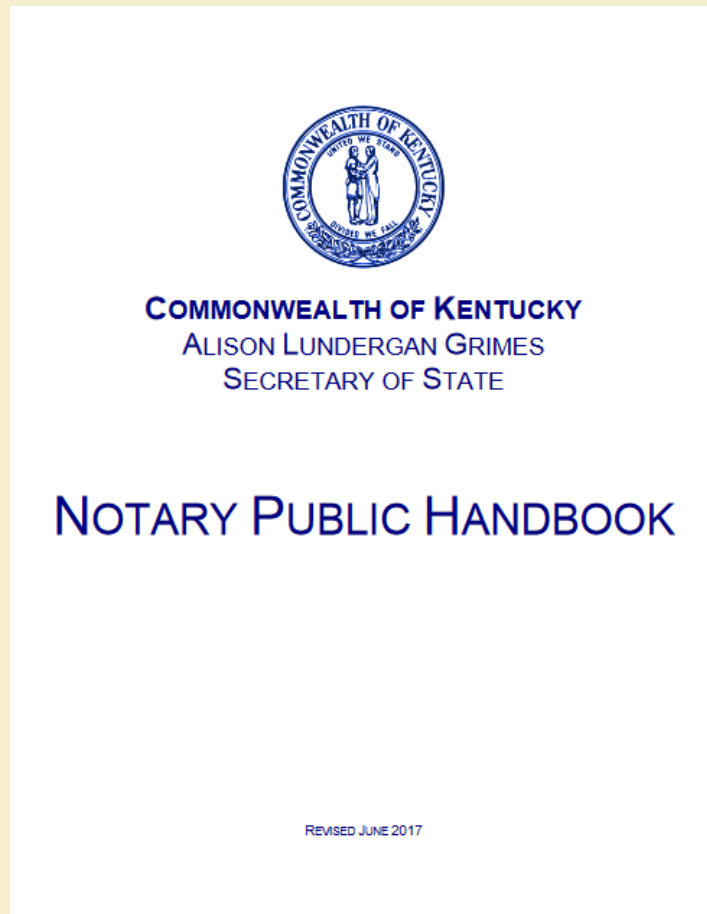 COMMONWEALTH OF KENTUCKY
UNITED WE STAND
DIVIDED WE FALL
COMMONWEALTH OF KENTUCKY
ALISON LUNDERGAN GRIMES
SECRETARY OF STATE
NOTARY PUBLIC HANDBOOK
REVISED JUNE 2017